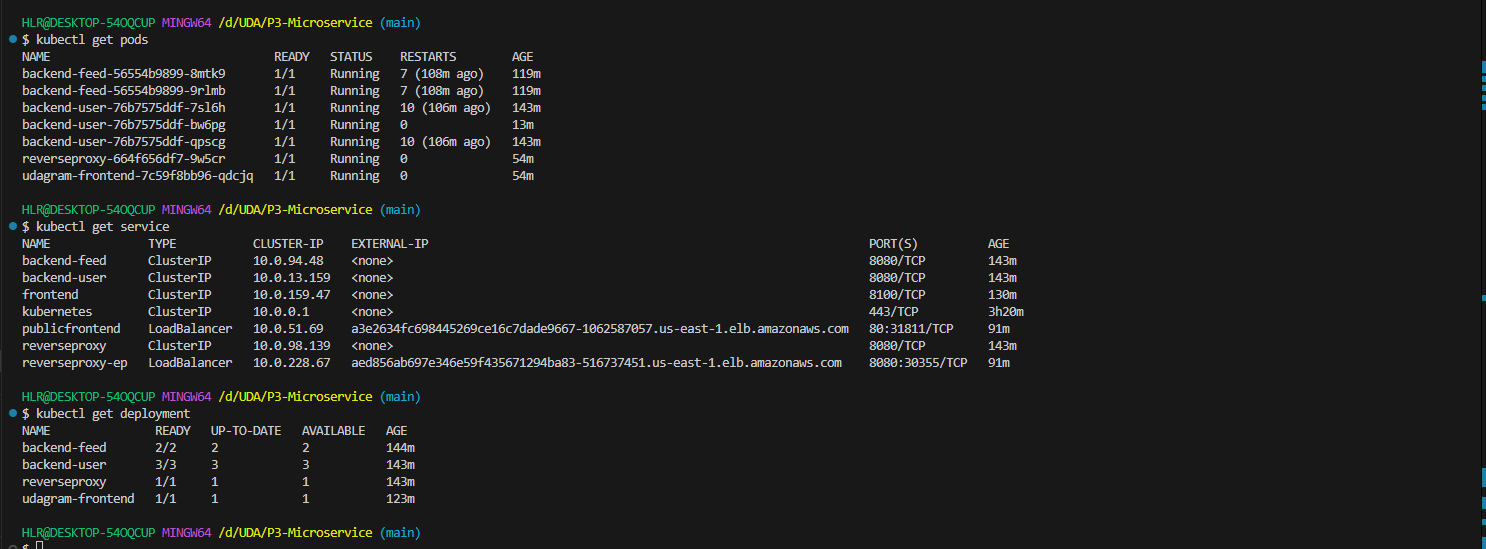 HLR@DESKTOP-54OQCUP MINGW64 /d/UDA/P3-Microservice (main)
$ kubectl get pods
NAME READY STATUS RESTARTS AGE
backend-feed-56554b9899-8mtk9 1/1 Running 7 (108m ago) 119m
backend-feed-56554b9899-9rlmb 1/1 Running 7 (108m ago) 119m
backend-user-76b7575ddf-7sl6h 1/1 Running 10 (106m ago) 143m
backend-user-76b7575ddf-bw6pg 1/1 Running 0 13m
backend-user-76b7575ddf-qpscg 1/1 Running 10 (106m ago) 143m
reverseproxy-664f656df7-9w5cr 1/1 Running 0 54m
udagram-frontend-7c59f8bb96-qdcjq 1/1 Running 0 54m
HLR@DESKTOP-54OQCUP MINGW64 /d/UDA/P3-Microservice (main)
$ kubectl get service
NAME TYPE CLUSTER-IP EXTERNAL-IP PORT(S) AGE
backend-feed ClusterIP 10.0.94.48 <none> 8080/TCP 143m
backend-user ClusterIP 10.0.13.159 <none> 8080/TCP 143m
frontend ClusterIP 10.0.159.47 <none> 8100/TCP 130m
kubernetes ClusterIP 10.0.0.1 <none> 443/TCP 3h20m
publicfrontend LoadBalancer 10.0.51.69 a3e2634fc698445269ce16c7dade9667-1062587057.us-east-1.elb.amazonaws.com 80:31811/TCP 91m
reverseproxy ClusterIP 10.0.98.139 <none> 8080/TCP 143m
reverseproxy-ep LoadBalancer 10.0.228.67 aed856ab697e346e59f435671294ba83-516737451.us-east-1.elb.amazonaws.com 8080:30355/TCP 91m
HLR@DESKTOP-54OQCUP MINGW64 /d/UDA/P3-Microservice (main)
$ kubectl get deployment
NAME READY UP-TO-DATE AVAILABLE AGE
backend-feed 2/2 2 2 144m
backend-user 3/3 3 3 143m
reverseproxy 1/1 1 1 143m
udagram-frontend 1/1 1 1 123m
HLR@DESKTOP-54OQCUP MINGW64 /d/UDA/P3-Microservice (main)
$